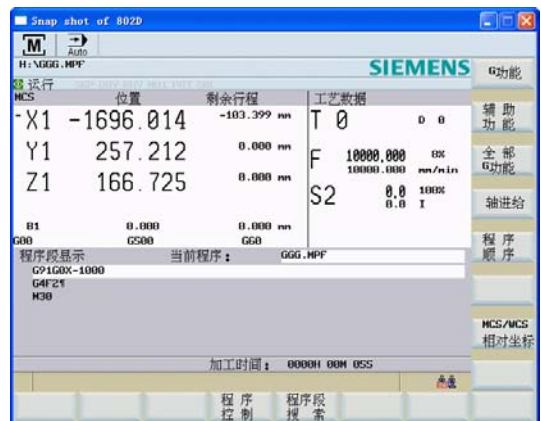 Snap shot of 802D
M
Auto
H:\GGG.MPF
SIEMENS
G功能
运行
MCS 位置 剩余行程 工艺数据
-X1 -1696.014 -103.399 mm T 0 D 0
辅助功能
Y1 257.212 0.000 mm F 10000.000 0% 全部G功能
10000.000 mm/min
Z1 166.725 0.000 mm S2 0.0 100%
0.0 I
轴进给
B1 0.000 0.000 mm
G00 G500 G60
程序顺序
程序段显示 当前程序: GGG.MPF
G91G0X-1000
G4F2¶
M30
MCS/WCS
相对坐标
加工时间: 0000H 00M 05S
程序控制 程序段搜索